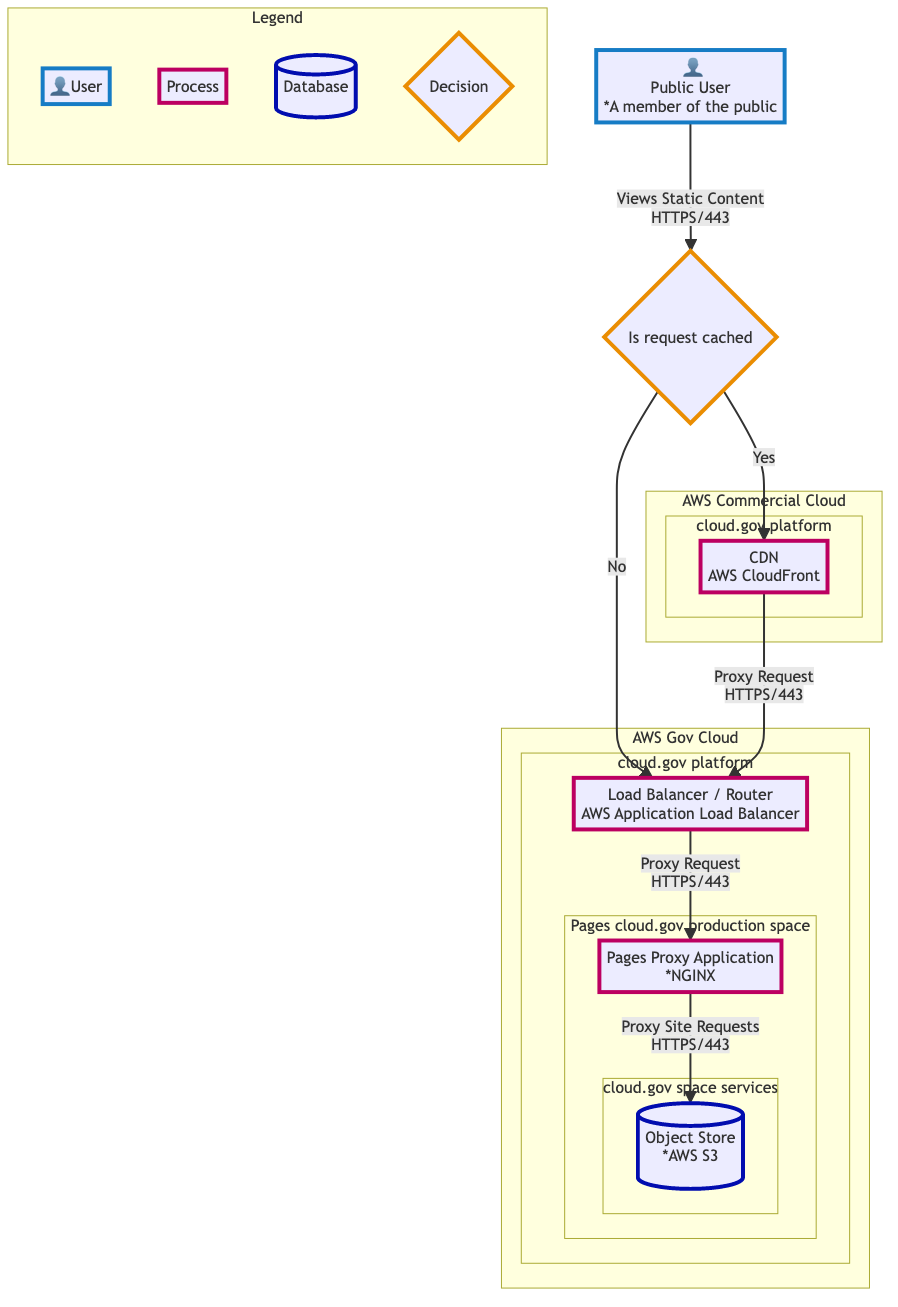 Legend
👤User
Process
Database
Decision
👤
Public User
*A member of the public
Views Static Content
HTTPS/443
Is request cached
Yes
AWS Commercial Cloud
cloud.gov platform
CDN
AWS CloudFront
No
Proxy Request
HTTPS/443
AWS Gov Cloud
cloud.gov platform
Load Balancer / Router
AWS Application Load Balancer
Proxy Request
HTTPS/443
Pages cloud.gov production space
Pages Proxy Application
*NGINX
Proxy Site Requests
HTTPS/443
cloud.gov space services
Object Store
*AWS S3